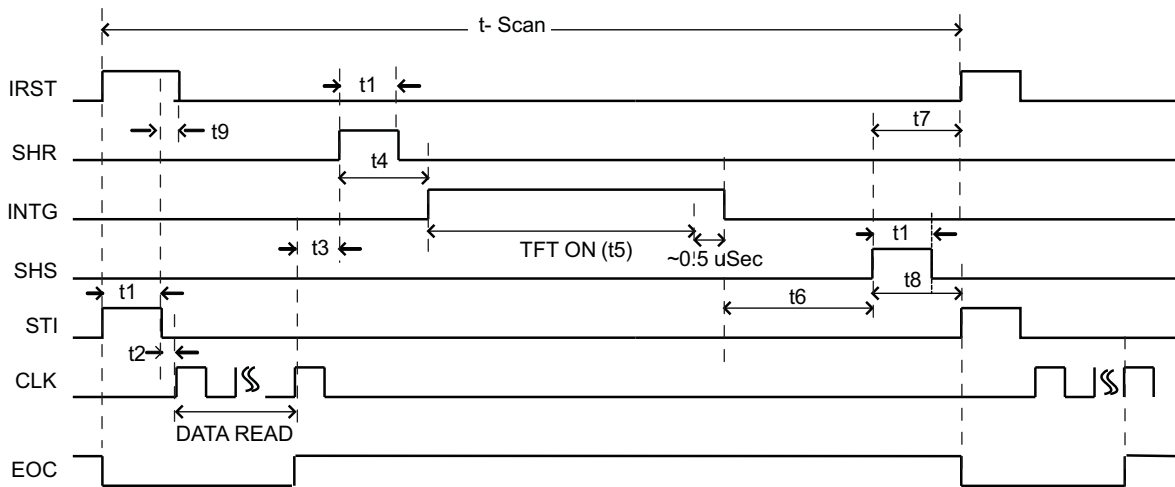 t- Scan
IRST
t1
t9
t7
SHR
t4
INTG
t3
TFT ON (t5)
~0.5 uSec
t1
SHS
t1
t6
t8
STI
t2
CLK
DATA READ
EOC